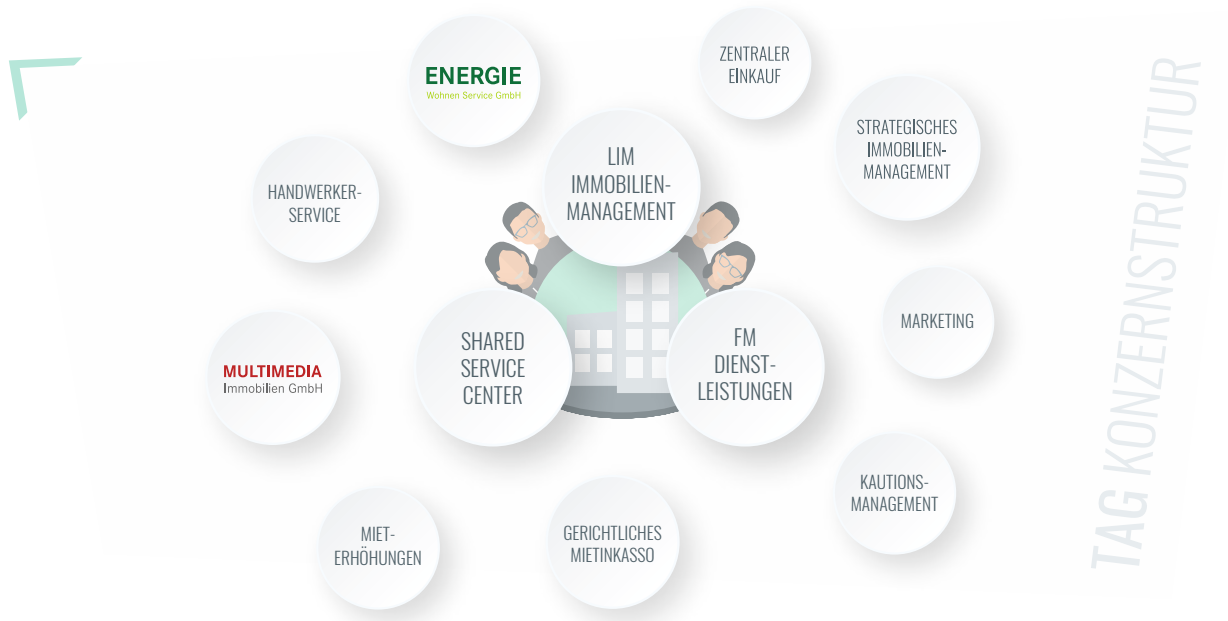 ENERGIE
Wohnen Service GmbH
ZENTRALER
EINKAUF
STRATEGISCHES
IMMOBILIEN-
MANAGEMENT
LIM
IMMOBILIEN-
MANAGEMENT
HANDWERKER-
SERVICE
MARKETING
SHARED
SERVICE
CENTER
FM
DIENST-
LEISTUNGEN
MULTIMEDIA
Immobilien GmbH
KAUTIONS-
MANAGEMENT
MIET-
ERHÖHUNGEN
GERICHTLICHES
MIETINKASSO
TAG KONZERNSTRUKTUR